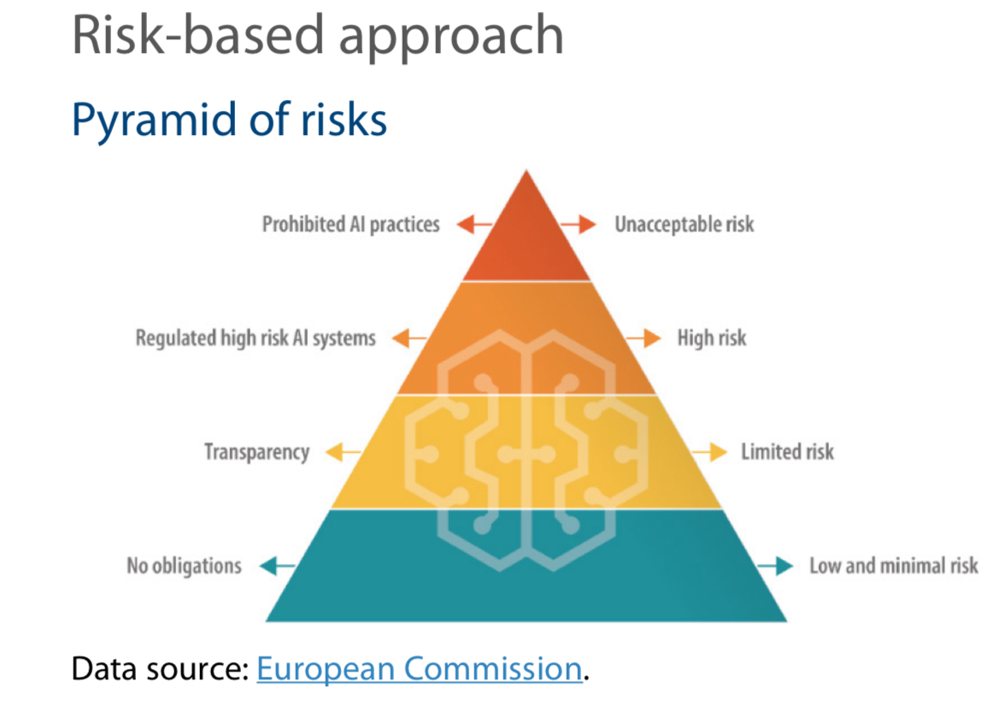 Risk-based approach
Pyramid of risks
Prohibited AI practices
Unacceptable risk
Regulated high risk AI systems
High risk
Transparency
Limited risk
No obligations
Low and minimal risk
Data source: European Commission.